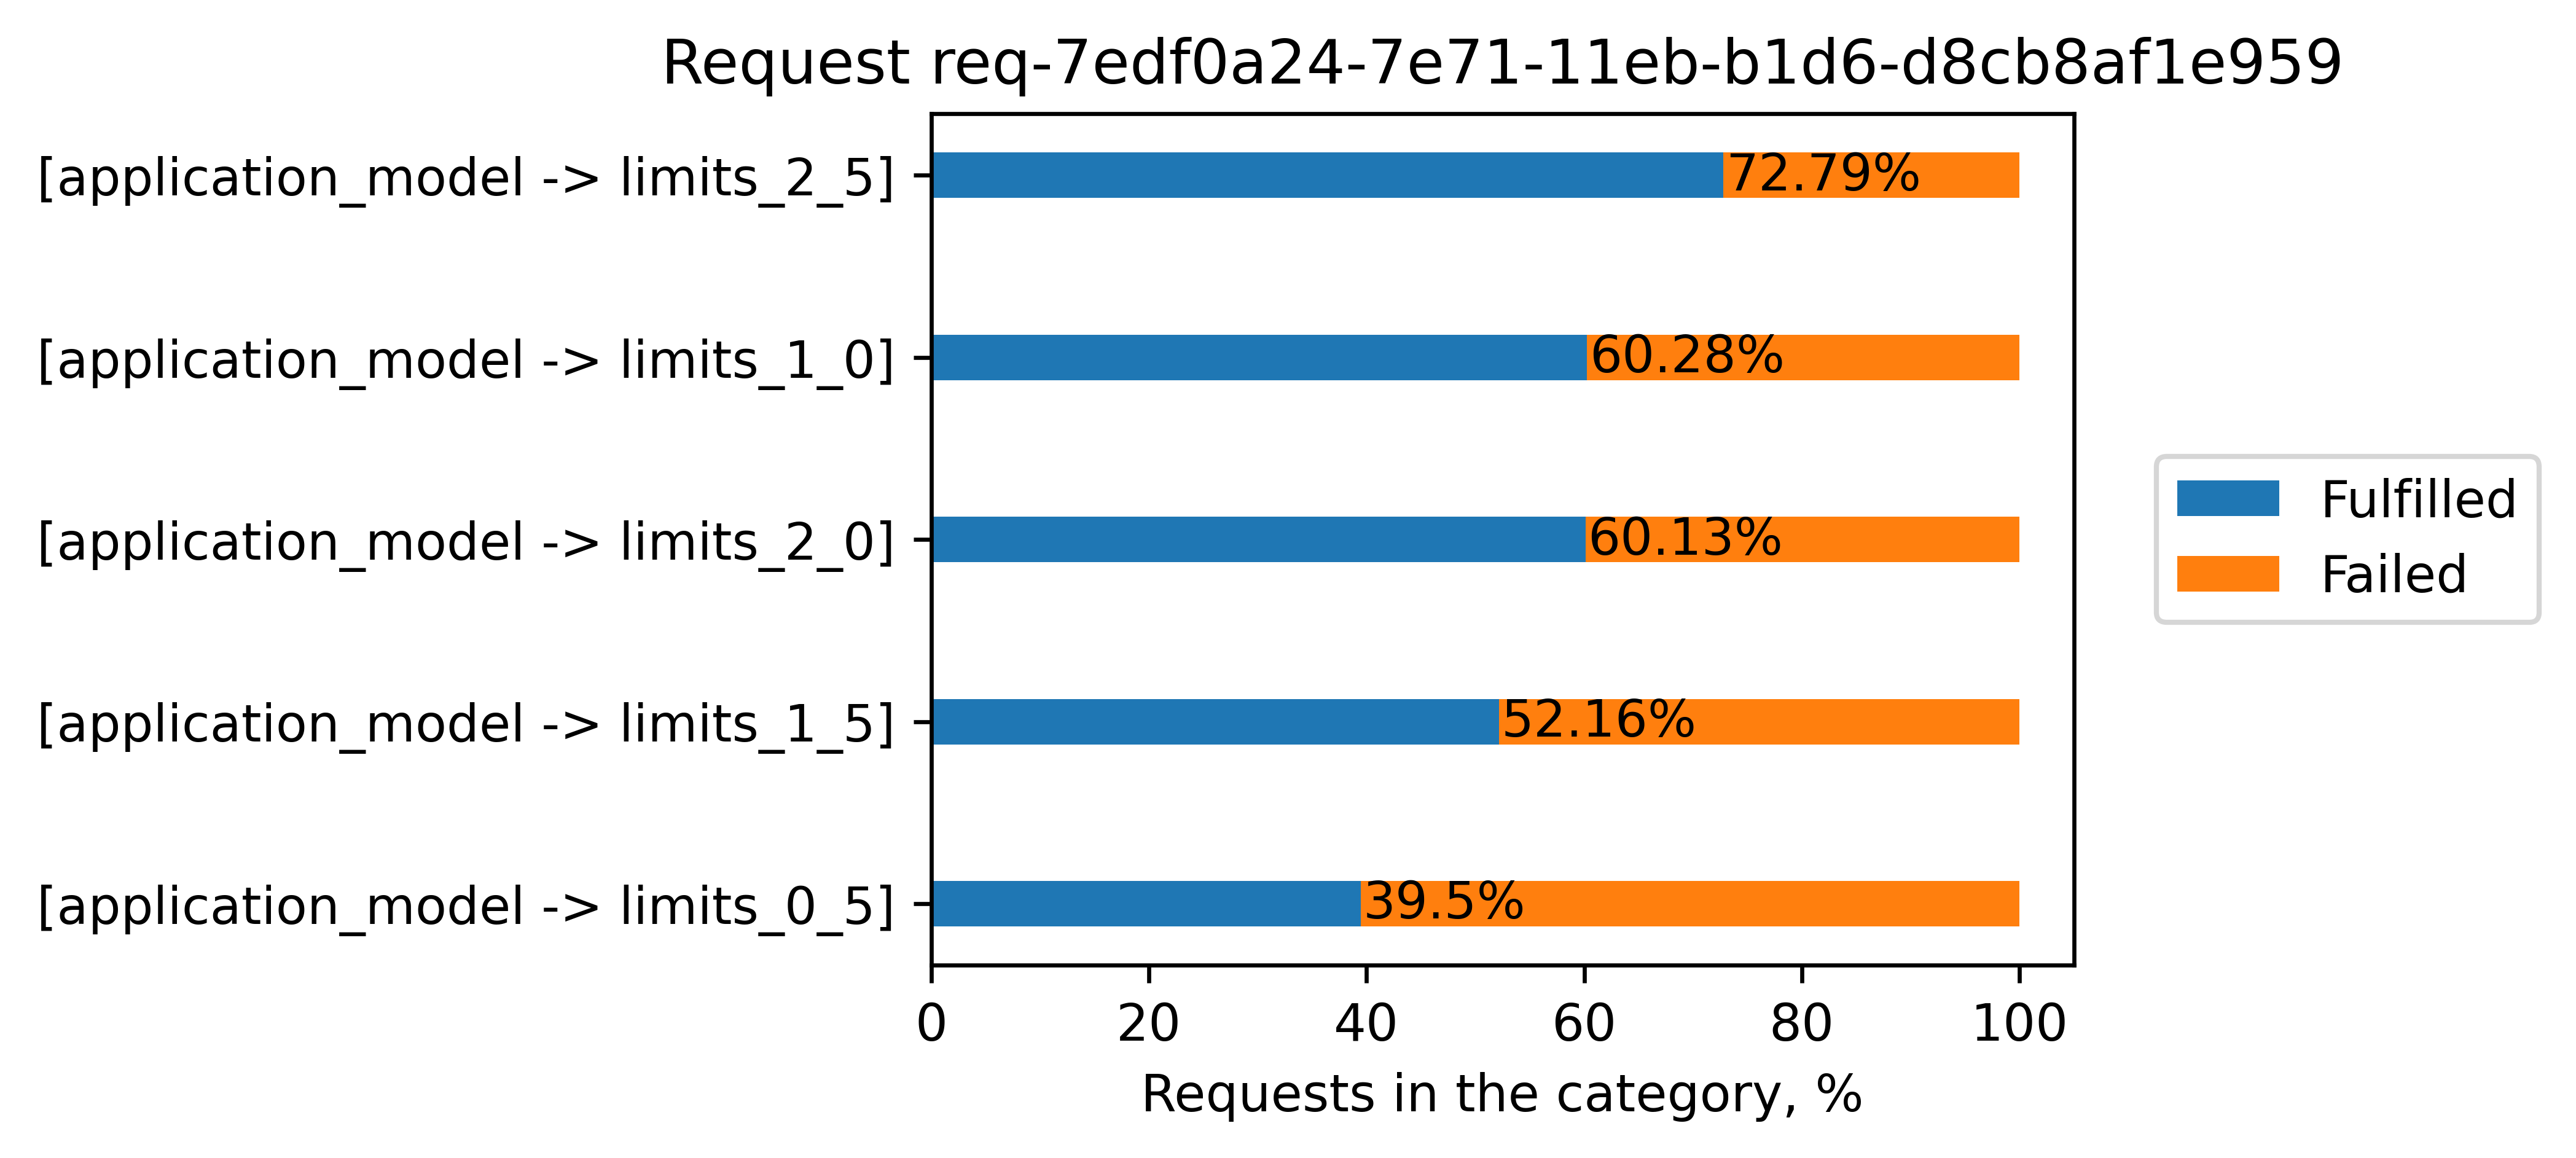 Request req-7edf0a24-7e71-11eb-b1d6-d8cb8af1e959
[application_model -> limits_2_5]
72.79%
[application_model -> limits_1_0]
60.28%
[application_model -> limits_2_0]
60.13%
[application_model -> limits_1_5]
52.16%
[application_model -> limits_0_5]
39.5%
0 20 40 60 80 100
Requests in the category, %
Fulfilled
Failed